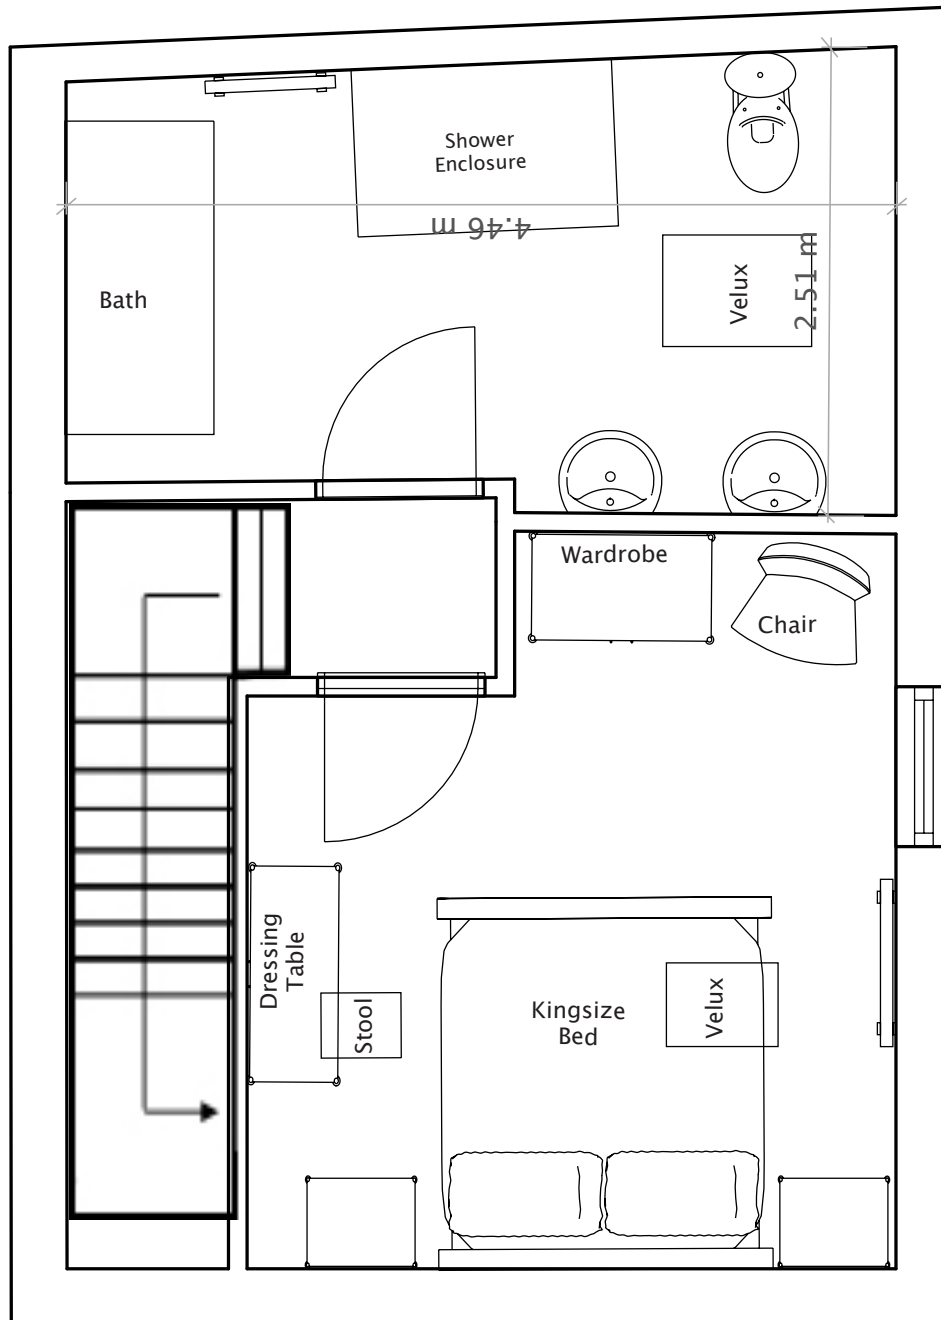 Shower
Enclosure
4.46 m
Velux
2.51 m
Bath
Wardrobe
Chair
Dressing
Table
Stool
Kingsize
Bed
Velux